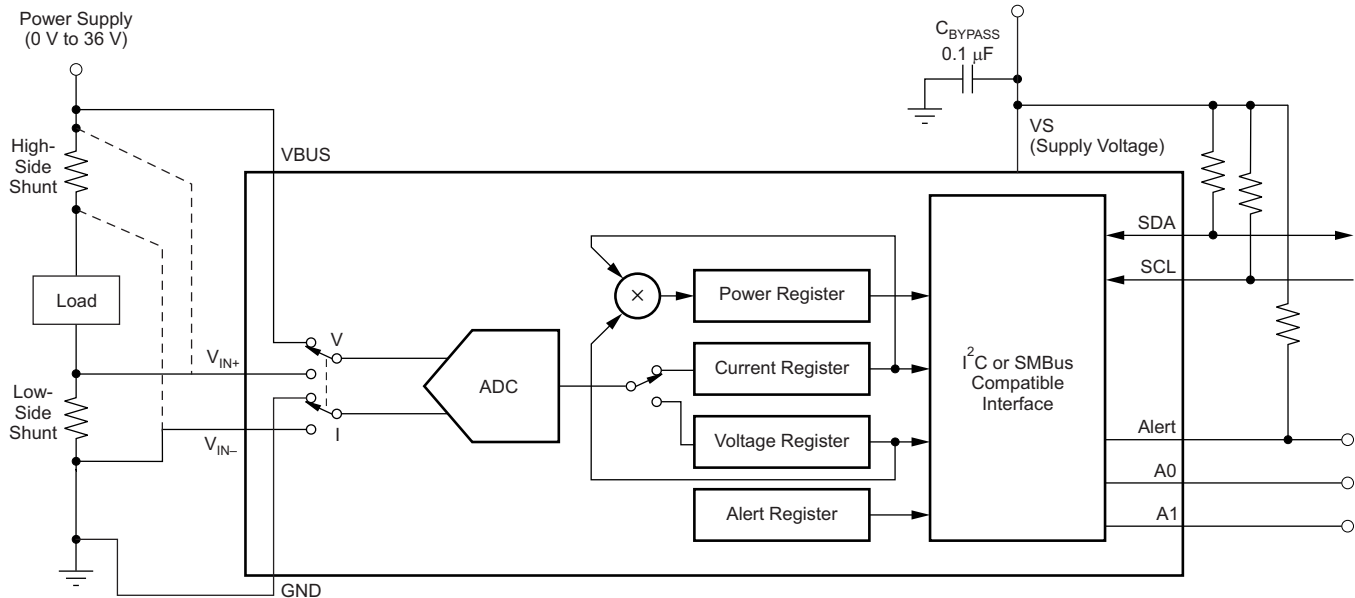 Power Supply
(0 V to 36 V)
C_BYPASS
0.1 µF
VS
(Supply Voltage)
High-
Side
Shunt
VBUS
SDA
SCL
Load
×
Power Register
V
V_IN+
ADC
Current Register
I²C or SMBus
Compatible
Interface
Low-
Side
Shunt
I
V_IN–
Voltage Register
Alert
A0
Alert Register
A1
GND